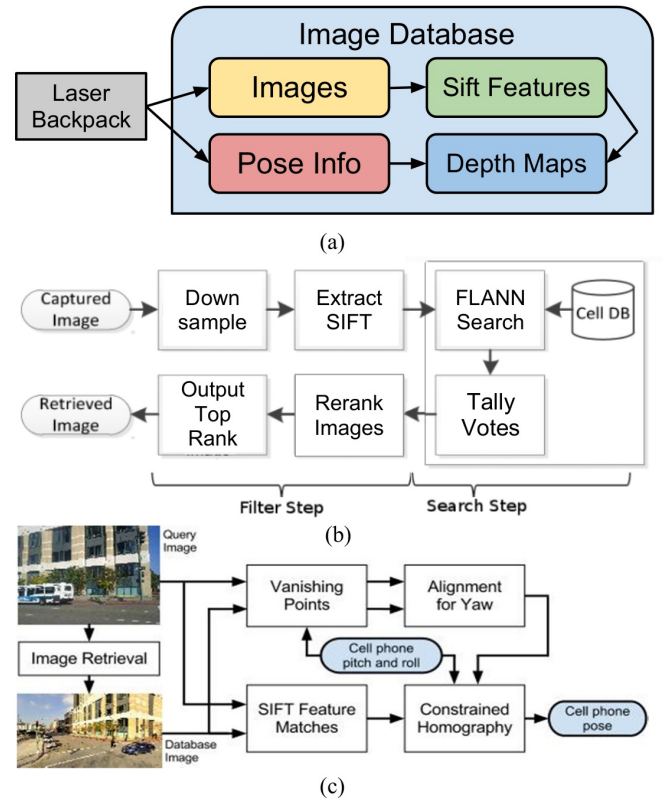 Image Database
Laser
Backpack
Images
Sift Features
Pose Info
Depth Maps
(a)
Captured
Image
Down
sample
Extract
SIFT
FLANN
Search
Cell DB
Retrieved
Image
Output
Top
Rank
Rerank
Images
Tally
Votes
Filter Step
Search Step
(b)
Query
Image
Vanishing
Points
Alignment
for Yaw
Image Retrieval
Cell phone
pitch and roll
SIFT Feature
Matches
Constrained
Homography
Cell phone
pose
Database
Image
(c)